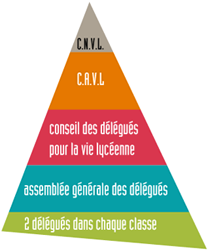 C.N.V.L.
C.A.V.L
conseil des délégués
pour la vie lycéenne
assemblée générale des délégués
2 délégués dans chaque classe